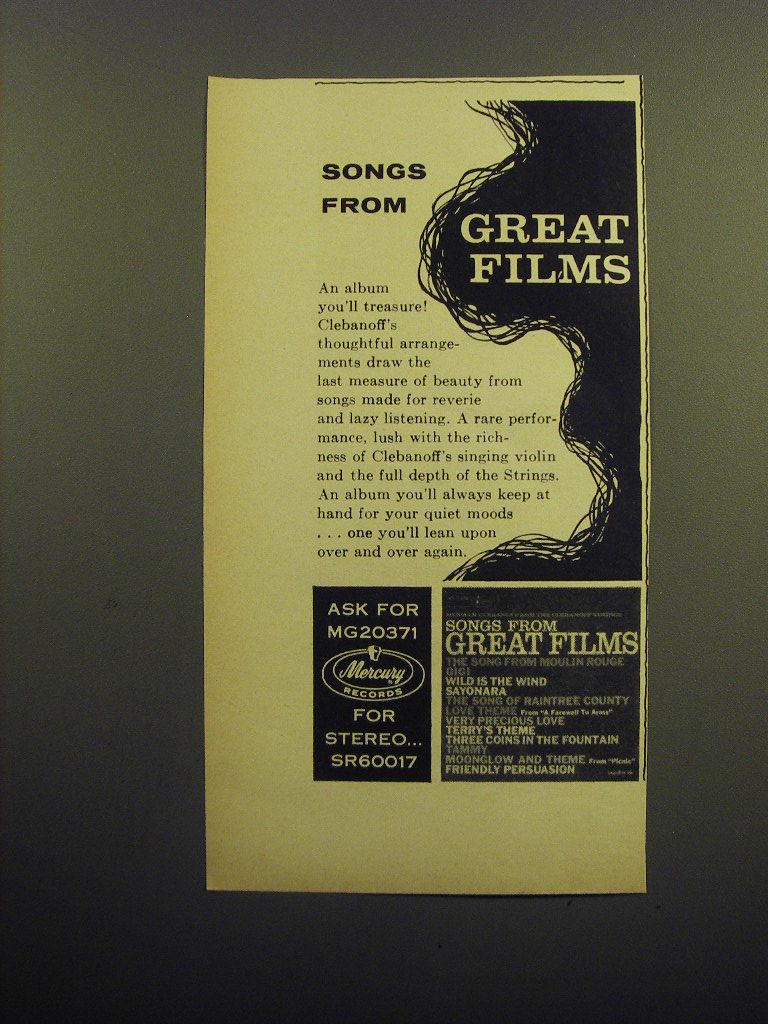 SONGS
FROM
GREAT
FILMS
An album
you'll treasure!
Clebanoff's
thoughtful arrange-
ments draw the
last measure of beauty from
songs made for reverie
and lazy listening. A rare perfor-
mance, lush with the rich-
ness of Clebanoff's singing violin
and the full depth of the Strings.
An album you'll always keep at
hand for your quiet moods
. . . one you'll lean upon
over and over again.
ASK FOR
MG20371
Mercury
RECORDS
FOR
STEREO...
SR60017
SONGS FROM
GREAT FILMS
THE SONG FROM MOULIN ROUGE
GIGI
WILD IS THE WIND
SAYONARA
THE SONG OF RAINTREE COUNTY
LOVE THEME From "A Farewell To Arms"
VERY PRECIOUS LOVE
TERRY'S THEME
THREE COINS IN THE FOUNTAIN
TAMMY
MOONGLOW AND THEME From "Picnic"
FRIENDLY PERSUASION